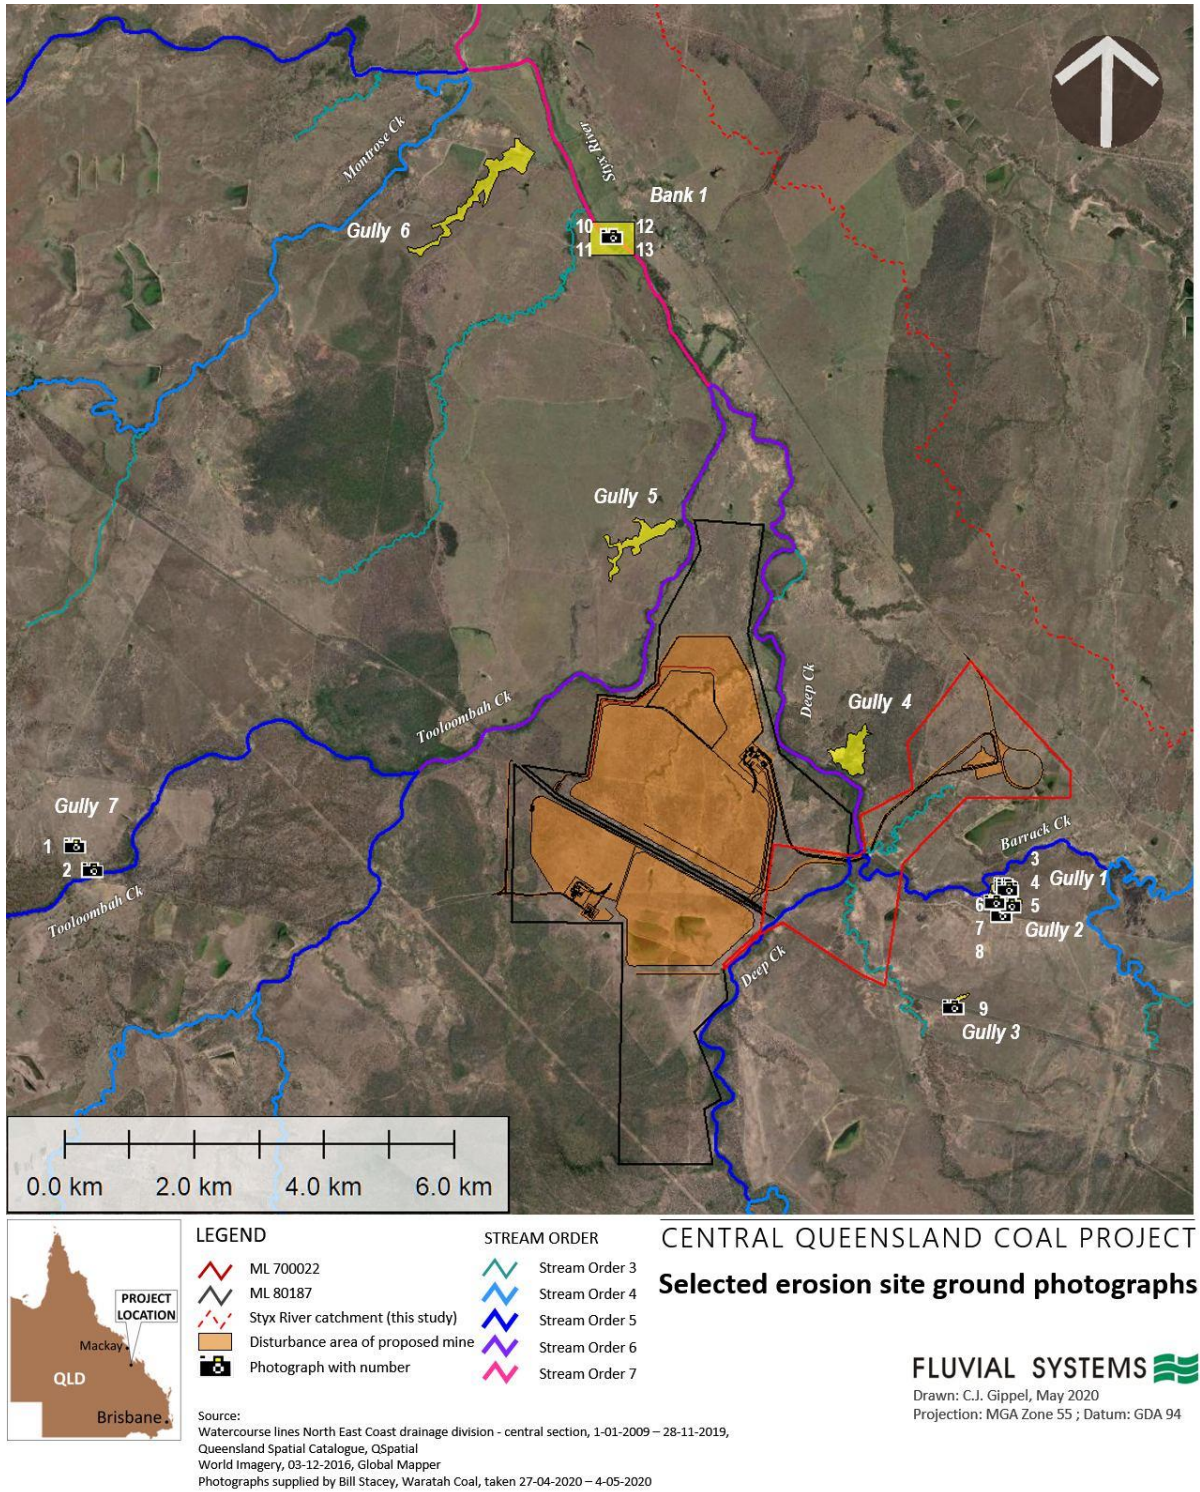 Montrose Ck
Styx River
Bank 1
Gully 6
10
12
11
13
Gully 5
Deep Ck
Gully 4
Tooloombah Ck
Gully 7
1
2
Tooloombah Ck
Barrack Ck
3
4
Gully 1
6
5
7
Gully 2
8
Deep Ck
9
Gully 3
0.0 km 2.0 km 4.0 km 6.0 km
PROJECT
LOCATION
Mackay
QLD
Brisbane
LEGEND
ML 700022
ML 80187
Styx River catchment (this study)
Disturbance area of proposed mine
Photograph with number
STREAM ORDER
Stream Order 3
Stream Order 4
Stream Order 5
Stream Order 6
Stream Order 7
CENTRAL QUEENSLAND COAL PROJECT
Selected erosion site ground photographs
FLUVIAL SYSTEMS
Drawn: C.J. Gippel, May 2020
Projection: MGA Zone 55 ; Datum: GDA 94
Source:
Watercourse lines North East Coast drainage division - central section, 1-01-2009 – 28-11-2019,
Queensland Spatial Catalogue, QSpatial
World Imagery, 03-12-2016, Global Mapper
Photographs supplied by Bill Stacey, Waratah Coal, taken 27-04-2020 – 4-05-2020